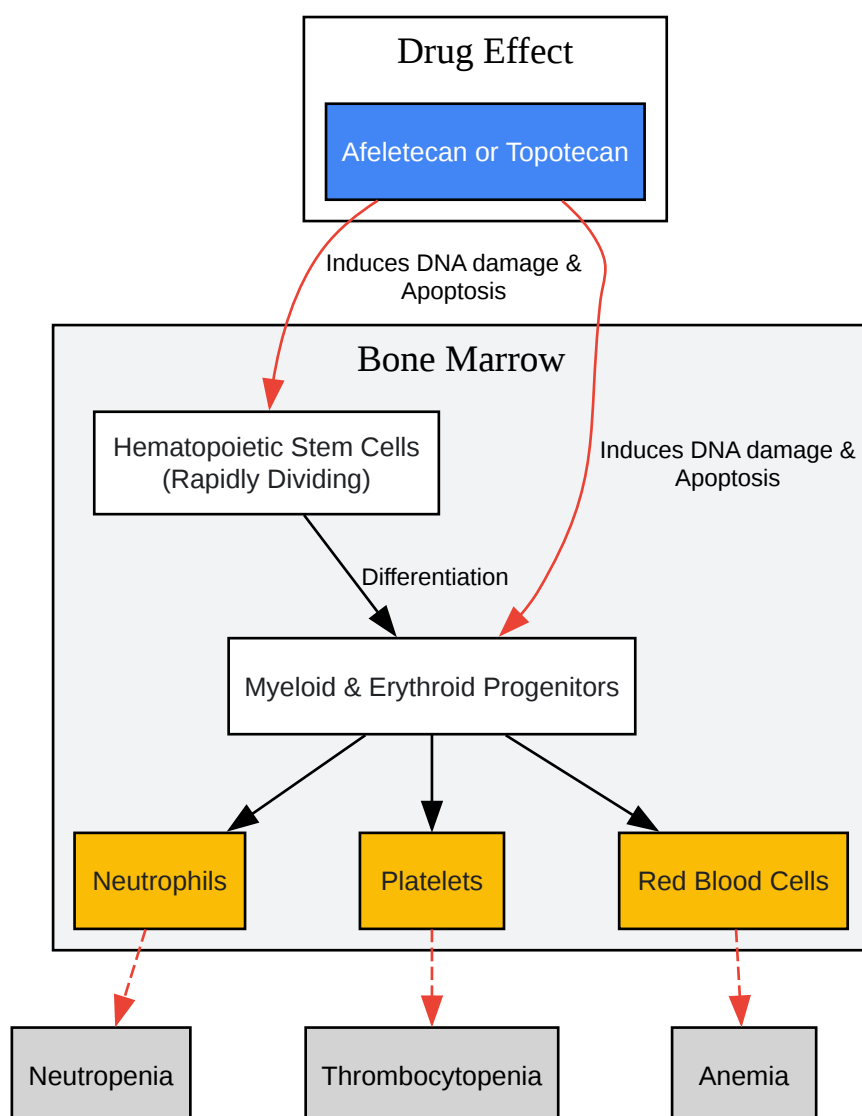 Drug Effect
Afeletecan or Topotecan
Induces DNA damage &
Apoptosis
Bone Marrow
Hematopoietic Stem Cells
(Rapidly Dividing)
Induces DNA damage &
Apoptosis
Differentiation
Myeloid & Erythroid Progenitors
Neutrophils
Platelets
Red Blood Cells
Neutropenia
Thrombocytopenia
Anemia